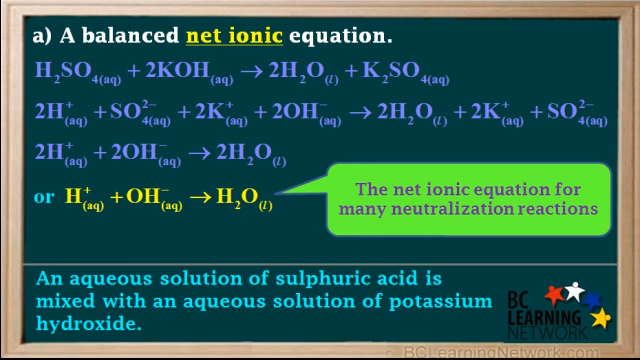 a) A balanced net ionic equation.
H₂SO₄(aq) + 2KOH(aq) → 2H₂O(l) + K₂SO₄(aq)
2H⁺(aq) + SO₄²⁻(aq) + 2K⁺(aq) + 2OH⁻(aq) → 2H₂O(l) + 2K⁺(aq) + SO₄²⁻(aq)
2H⁺(aq) + 2OH⁻(aq) → 2H₂O(l)
or H⁺(aq) + OH⁻(aq) → H₂O(l)
The net ionic equation for
many neutralization reactions
An aqueous solution of sulphuric acid is
mixed with an aqueous solution of potassium
hydroxide.
BC
LEARNING
NETWORK
BCLearningNetwork.com